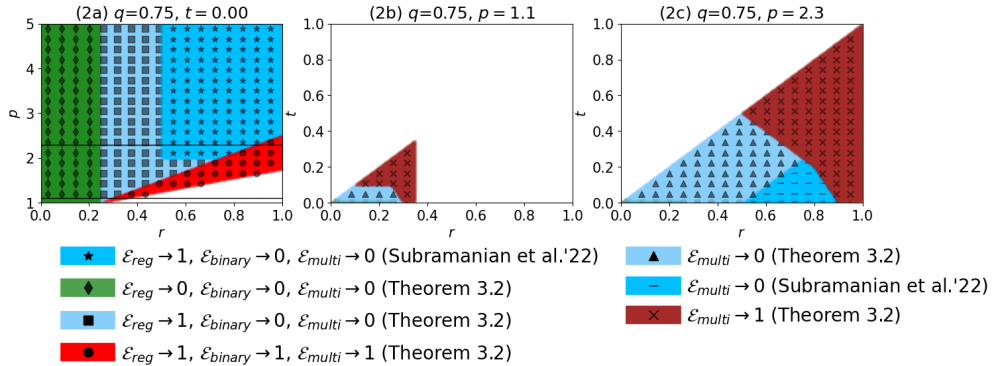 (2a) q=0.75, t = 0.00
(2b) q=0.75, p = 1.1
(2c) q=0.75, p = 2.3
5
4
3
2
1
p
0.0 0.2 0.4 0.6 0.8 1.0
r
1.0
0.8
0.6
0.4
0.2
0.0
t
0.0 0.2 0.4 0.6 0.8 1.0
r
1.0
0.8
0.6
0.4
0.2
0.0
t
0.0 0.2 0.4 0.6 0.8 1.0
r
ℰreg → 1, ℰbinary → 0, ℰmulti → 0 (Subramanian et al.'22)
ℰreg → 0, ℰbinary → 0, ℰmulti → 0 (Theorem 3.2)
ℰreg → 1, ℰbinary → 0, ℰmulti → 0 (Theorem 3.2)
ℰreg → 1, ℰbinary → 1, ℰmulti → 1 (Theorem 3.2)
ℰmulti → 0 (Theorem 3.2)
ℰmulti → 0 (Subramanian et al.'22)
ℰmulti → 1 (Theorem 3.2)